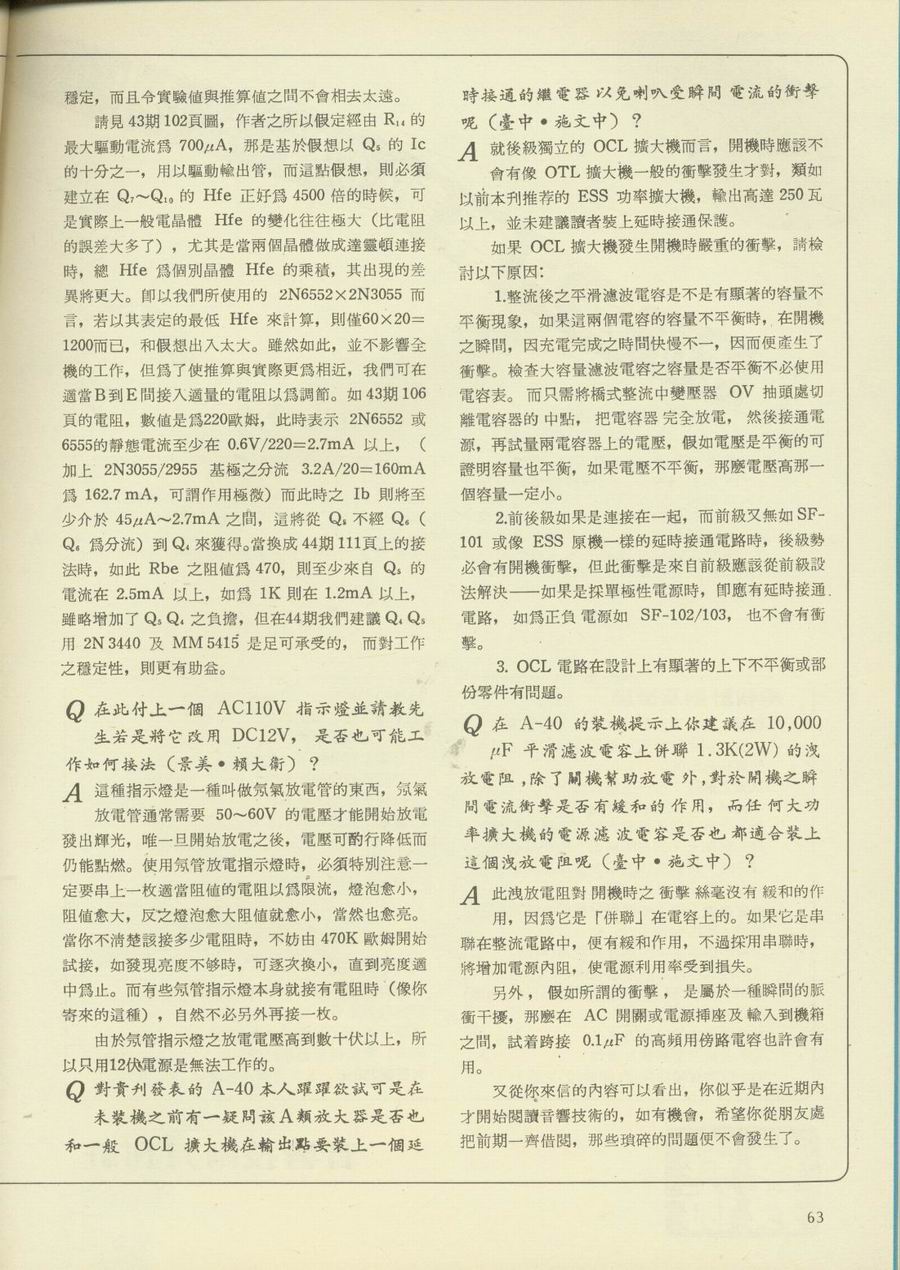 穩定，而且令實驗値與推算値之間不會相去太遠。
請見43期102頁圖，作者之所以假定經由 R₁₄ 的
最大驅動電流爲 700μA，那是基於假想以 Q₅ 的 Ic
的十分之一，用以驅動輸出管，而這點假想，則必須
建立在 Q₇～Q₁₀ 的 Hfe 正好爲 4500 倍的時候，可
是實際上一般電晶體 Hfe 的變化往往極大（比電阻
的誤差大多了），尤其是當兩個晶體做成達靈頓連接
時，總 Hfe 爲個別晶體 Hfe 的乘積，其出現的差
異將更大。卽以我們所使用的 2N6552×2N3055 而
言，若以其表定的最低 Hfe 來計算，則僅60×20＝
1200而已，和假想出入太大。雖然如此，並不影響全
機的工作，但爲了使推算與實際更爲相近，我們可在
適當B到E間接入適量的電阻以爲調節。如43期106
頁的電阻，數值是爲220歐姆，此時表示 2N6552 或
6555的靜態電流至少在 0.6V/220＝2.7mA 以上，（
加上 2N3055/2955 基極之分流 3.2A/20＝160mA
爲 162.7 mA，可謂作用極微）而此時之 Ib 則將至
少介於 45μA～2.7mA 之間，這將從 Q₅ 不經 Q₆（
Q₆ 爲分流）到 Q₄ 來獲得。當換成44期111頁上的接
法時，如此 Rbe 之阻値爲 470，則至少來自 Q₅ 的
電流在 2.5mA 以上，如爲 1K 則在 1.2mA 以上，
雖略增加了 Q₅ Q₄ 之負擔，但在44期我們建議 Q₄ Q₅
用 2N3440 及 MM5415 是足可承受的，而對工作
之穩定性，則更有助益。
Q 在此付上一個 AC110V 指示燈並請教先
生若是將它改用 DC12V，是否也可能工
作如何接法（景美•賴大衞）？
A 這種指示燈是一種叫做氖氣放電管的東西，氖氣
放電管通常需要 50～60V 的電壓才能開始放電
發出輝光，唯一旦開始放電之後，電壓可酌行降低而
仍能點燃。使用氖管放電指示燈時，必須特別注意一
定要串上一枚適當阻值的電阻以爲限流，燈泡愈小，
阻值愈大，反之燈泡愈大阻值就愈小，當然也愈亮。
當你不淸楚該接多少電阻時，不妨由 470K 歐姆開始
試接，如發現亮度不够時，可逐次換小，直到亮度適
中爲止。而有些氖管指示燈本身就接有電阻時（像你
寄來的這種），自然不必另外再接一枚。
由於氖管指示燈之放電電壓高到數十伏以上，所
以只用12伏電源是無法工作的。
Q 對貴刋發表的 A-40 本人躍躍欲試可是在
未裝機之前有一疑問該A類放大器是否也
和一般 OCL 擴大機在輸出點要裝上一個延
時接通的繼電器以免喇叭受瞬間電流的衝擊
呢（臺中•施文中）？
A 就後級獨立的 OCL 擴大機而言，開機時應該不
會有像 OTL 擴大機一般的衝擊發生才對，類如
以前本刋推荐的 ESS 功率擴大機，輸出高達 250 瓦
以上，並未建議讀者裝上延時接通保護。
如果 OCL 擴大機發生開機時嚴重的衝擊，請檢
討以下原因：
1.整流後之平滑濾波電容是不是有顯著的容量不
平衡現象，如果這兩個電容的容量不平衡時，在開機
之瞬間，因充電完成之時間快慢不一，因而便產生了
衝擊。檢查大容量濾波電容之容量是否平衡不必使用
電容表。而只需將橋式整流中變壓器 OV 抽頭處切
離電容器的中點，把電容器完全放電，然後接通電
源，再試量兩電容器上的電壓，假如電壓是平衡的可
證明容量也平衡，如果電壓不平衡，那麼電壓高那一
個容量一定小。
2.前後級如果是連接在一起，而前級又無如SF-
101 或像 ESS 原機一樣的延時接通電路時，後級勢
必會有開機衝擊，但此衝擊是來自前級應該從前級設
法解決——如果是採單極性電源時，卽應有延時接通
電路，如爲正負電源如 SF-102/103，也不會有衝
擊。
3. OCL 電路在設計上有顯著的上下不平衡或部
份零件有問題。
Q 在 A-40 的裝機提示上你建議在 10,000
μF 平滑濾波電容上併聯 1.3K(2W) 的洩
放電阻，除了關機幫助放電外，對於開機之瞬
間電流衝擊是否有緩和的作用，而任何大功
率擴大機的電源濾波電容是否也都適合裝上
這個洩放電阻呢（臺中•施文中）？
A 此洩放電阻對開機時之衝擊絲毫沒有緩和的作
用，因爲它是「併聯」在電容上的。如果它是串
聯在整流電路中，便有緩和作用，不過採用串聯時，
將增加電源內阻，使電源利用率受到損失。
另外，假如所謂的衝擊，是屬於一種瞬間的脈
衝干擾，那麼在 AC 開關或電源揷座及輸入到機箱
之間，試着跨接 0.1μF 的高頻用傍路電容也許會有
用。
又從你來信的內容可以看出，你似乎是在近期內
才開始閱讀音響技術的，如有機會，希望你從朋友處
把前期一齊借閱，那些瑣碎的問題便不會發生了。
63